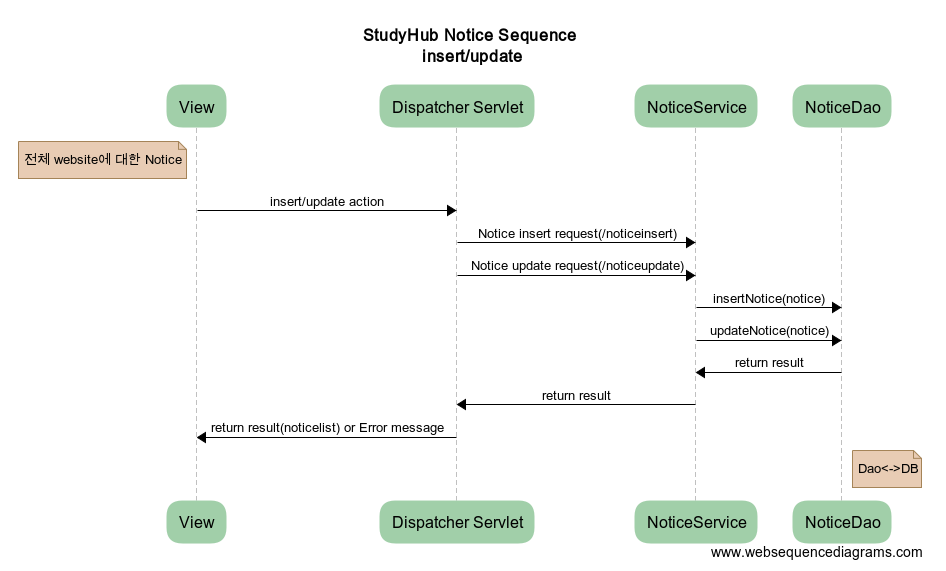 StudyHub Notice Sequence
insert/update
View
Dispatcher Servlet
NoticeService
NoticeDao
전체 website에 대한 Notice
insert/update action
Notice insert request(/noticeinsert)
Notice update request(/noticeupdate)
insertNotice(notice)
updateNotice(notice)
return result
return result
return result(noticelist) or Error message
Dao<->DB
View
Dispatcher Servlet
NoticeService
NoticeDao
www.websequencediagrams.com